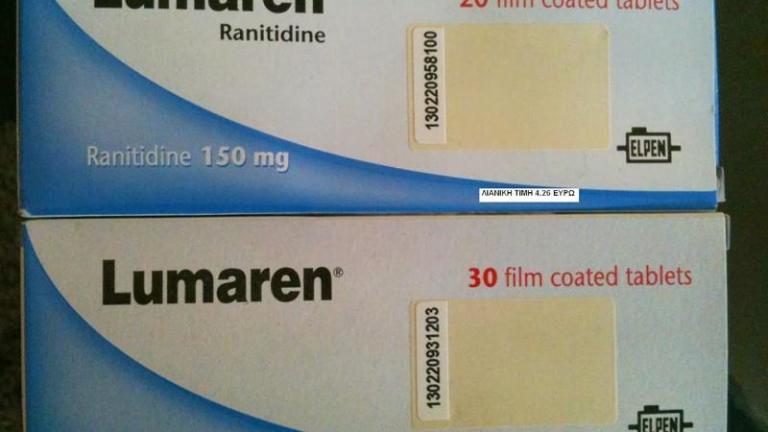 Lumaren
20 film coated tablets
Ranitidine
130220958100
Ranitidine 150 mg
ELPEN
ΛΙΑΝΙΚΗ ΤΙΜΗ 4.26 ΕΥΡΩ
Lumaren®
30 film coated tablets
130220931203
ELPEN